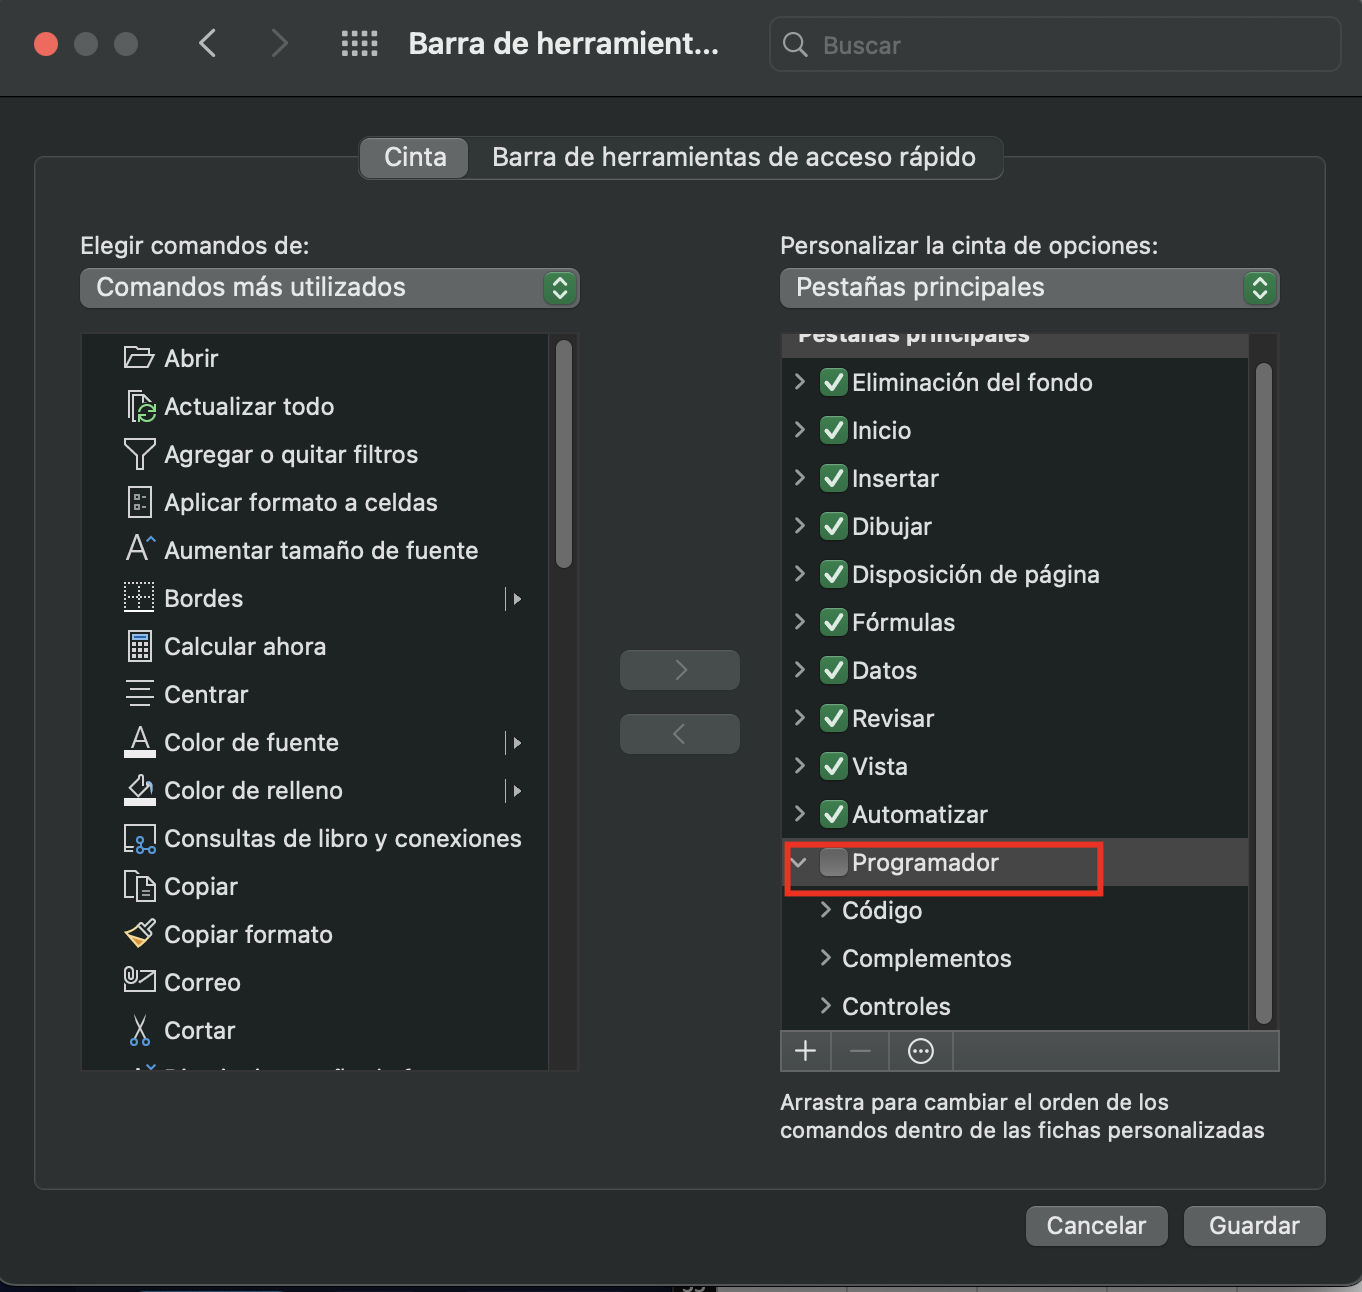 Barra de herramient...
Buscar
Cinta
Barra de herramientas de acceso rápido
Elegir comandos de:
Comandos más utilizados
Abrir
Actualizar todo
Agregar o quitar filtros
Aplicar formato a celdas
Aumentar tamaño de fuente
Bordes
Calcular ahora
Centrar
Color de fuente
Color de relleno
Consultas de libro y conexiones
Copiar
Copiar formato
Correo
Cortar
Personalizar la cinta de opciones:
Pestañas principales
Pestañas principales
Eliminación del fondo
Inicio
Insertar
Dibujar
Disposición de página
Fórmulas
Datos
Revisar
Vista
Automatizar
Programador
Código
Complementos
Controles
Arrastra para cambiar el orden de los
comandos dentro de las fichas personalizadas
Cancelar
Guardar